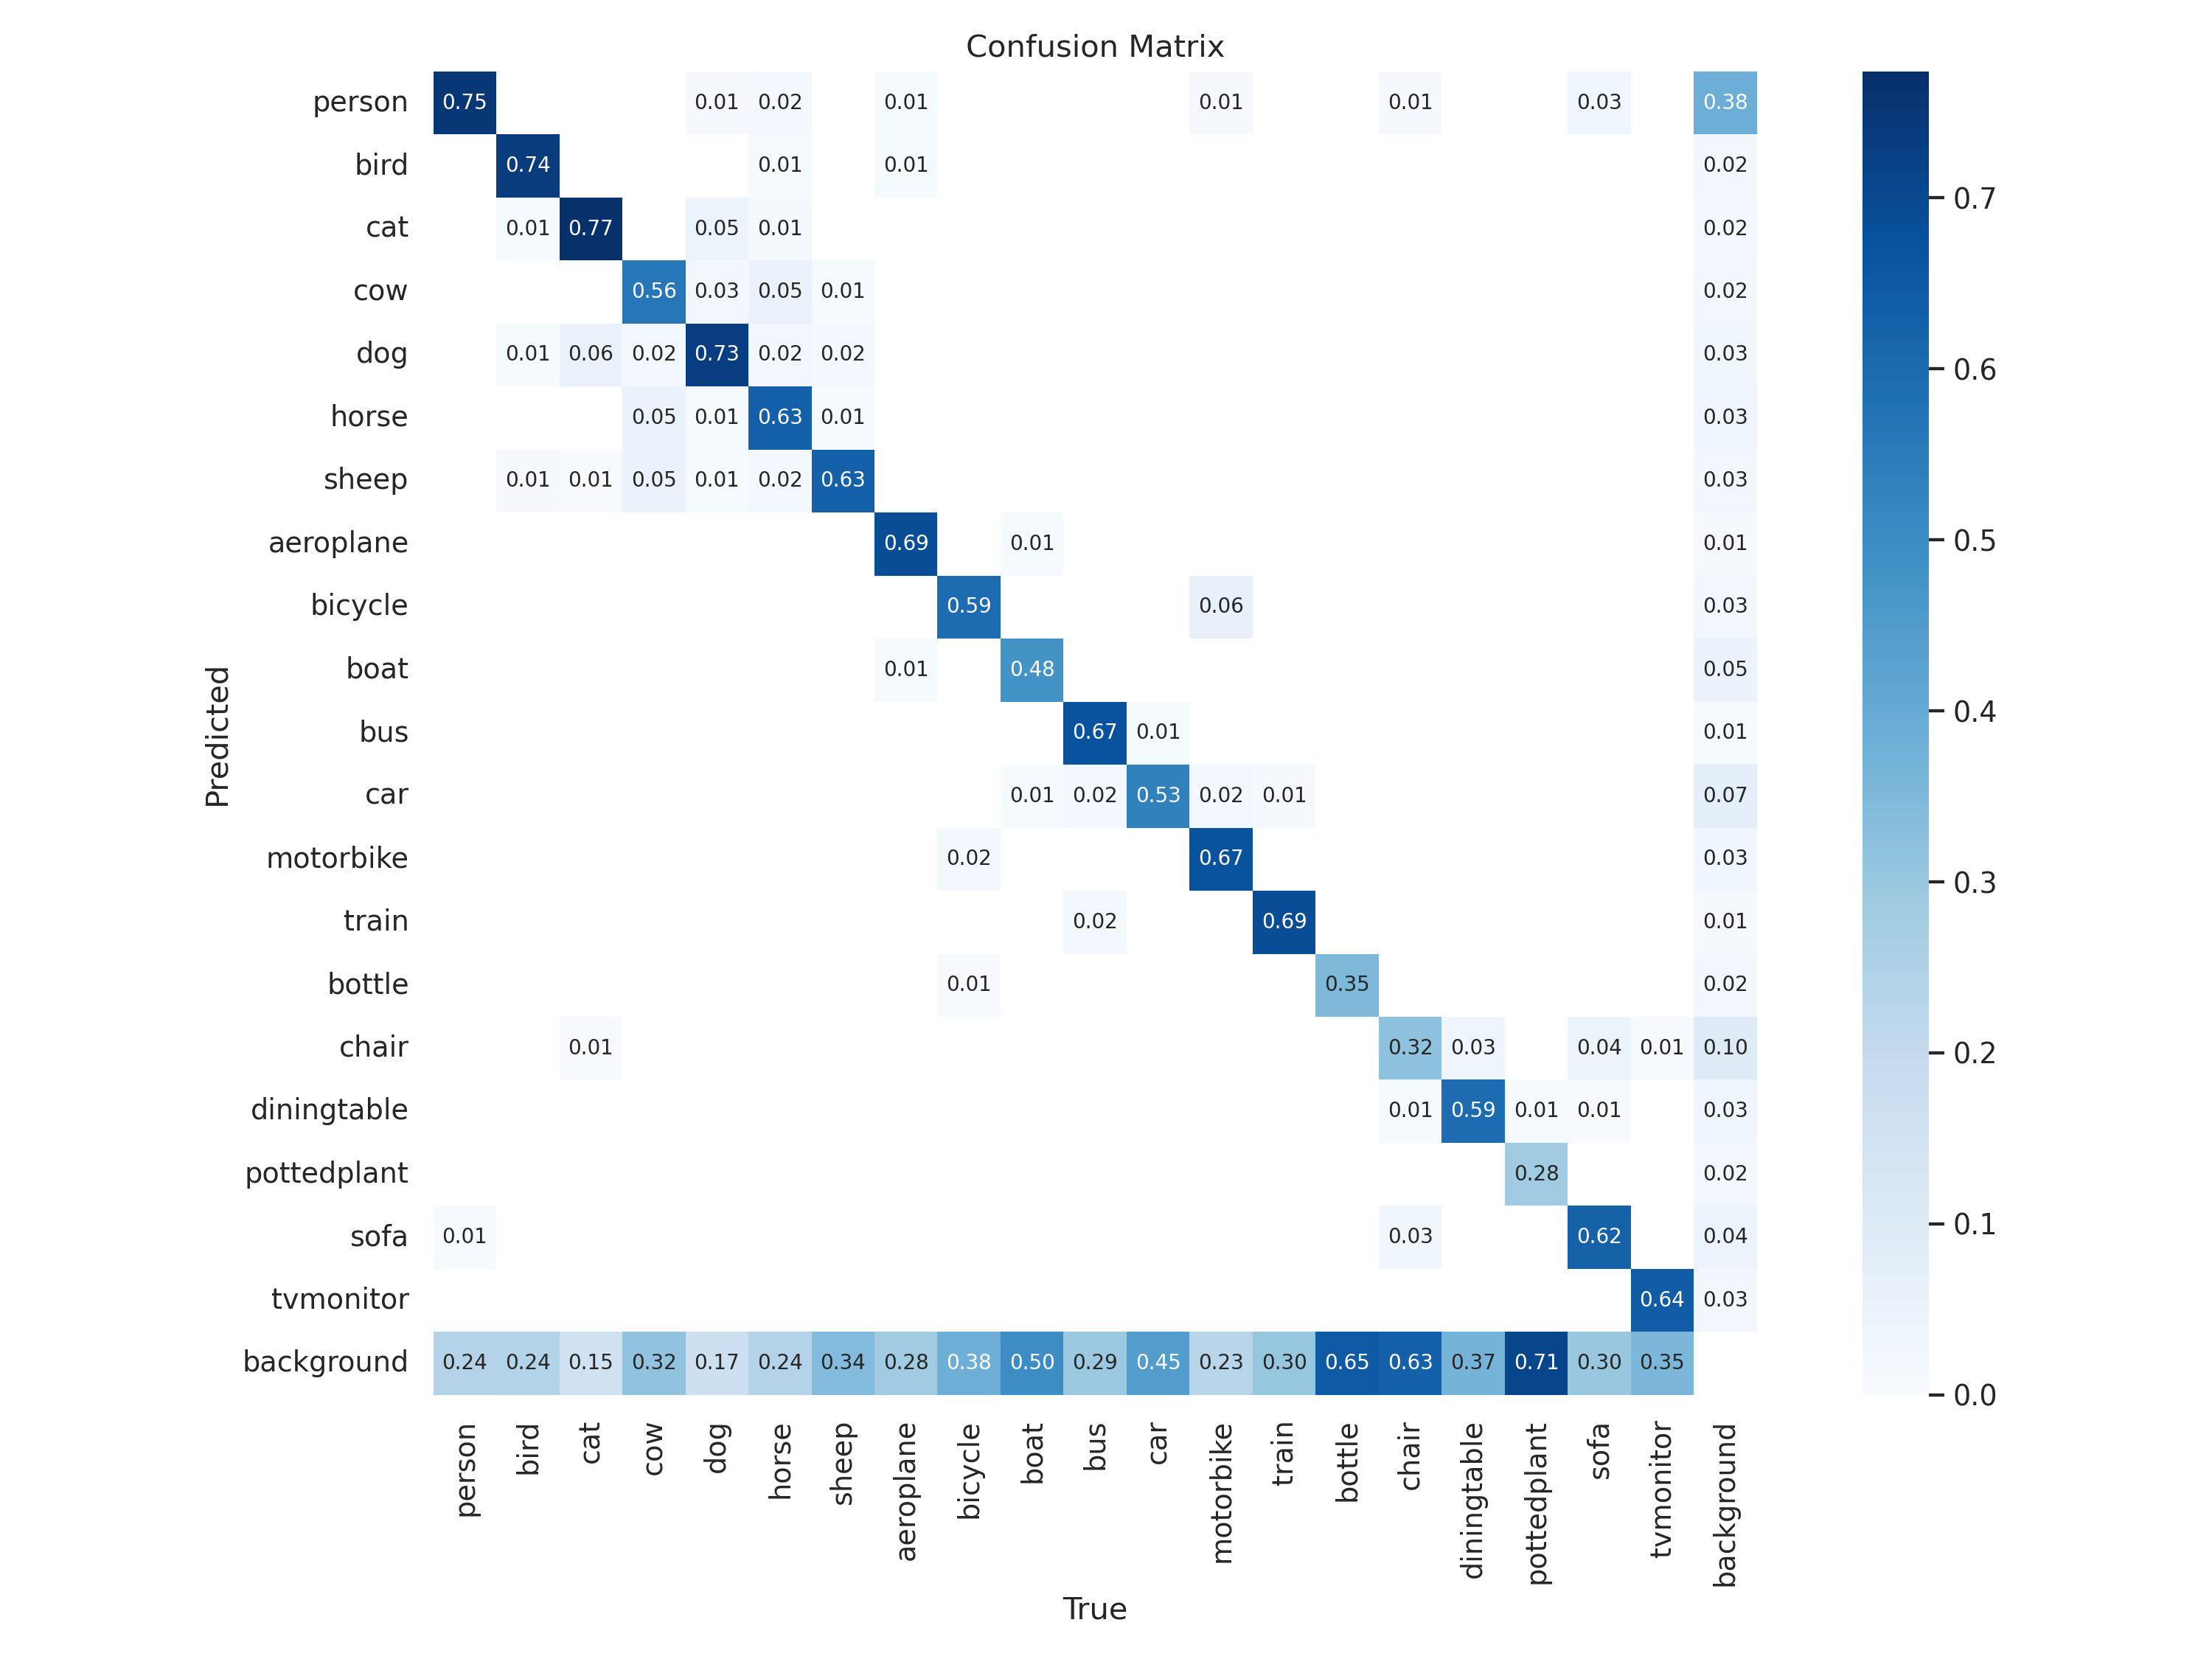 Confusion Matrix
person 0.75 0.01 0.02 0.01 0.01 0.01 0.03 0.38
bird 0.74 0.01 0.01 0.02
cat 0.01 0.77 0.05 0.01 0.02
cow 0.56 0.03 0.05 0.01 0.02
dog 0.01 0.06 0.02 0.73 0.02 0.02 0.03
horse 0.05 0.01 0.63 0.01 0.03
sheep 0.01 0.01 0.05 0.01 0.02 0.63 0.03
aeroplane 0.69 0.01 0.01
bicycle 0.59 0.06 0.03
boat 0.01 0.48 0.05
bus 0.67 0.01 0.01
car 0.01 0.02 0.53 0.02 0.01 0.07
motorbike 0.02 0.67 0.03
train 0.02 0.69 0.01
bottle 0.01 0.35 0.02
chair 0.01 0.32 0.03 0.04 0.01 0.10
diningtable 0.01 0.59 0.01 0.01 0.03
pottedplant 0.28 0.02
sofa 0.01 0.03 0.62 0.04
tvmonitor 0.64 0.03
background 0.24 0.24 0.15 0.32 0.17 0.24 0.34 0.28 0.38 0.50 0.29 0.45 0.23 0.30 0.65 0.63 0.37 0.71 0.30 0.35
Predicted
person bird cat cow dog horse sheep aeroplane bicycle boat bus car motorbike train bottle chair diningtable pottedplant sofa tvmonitor background
True
0.7
0.6
0.5
0.4
0.3
0.2
0.1
0.0